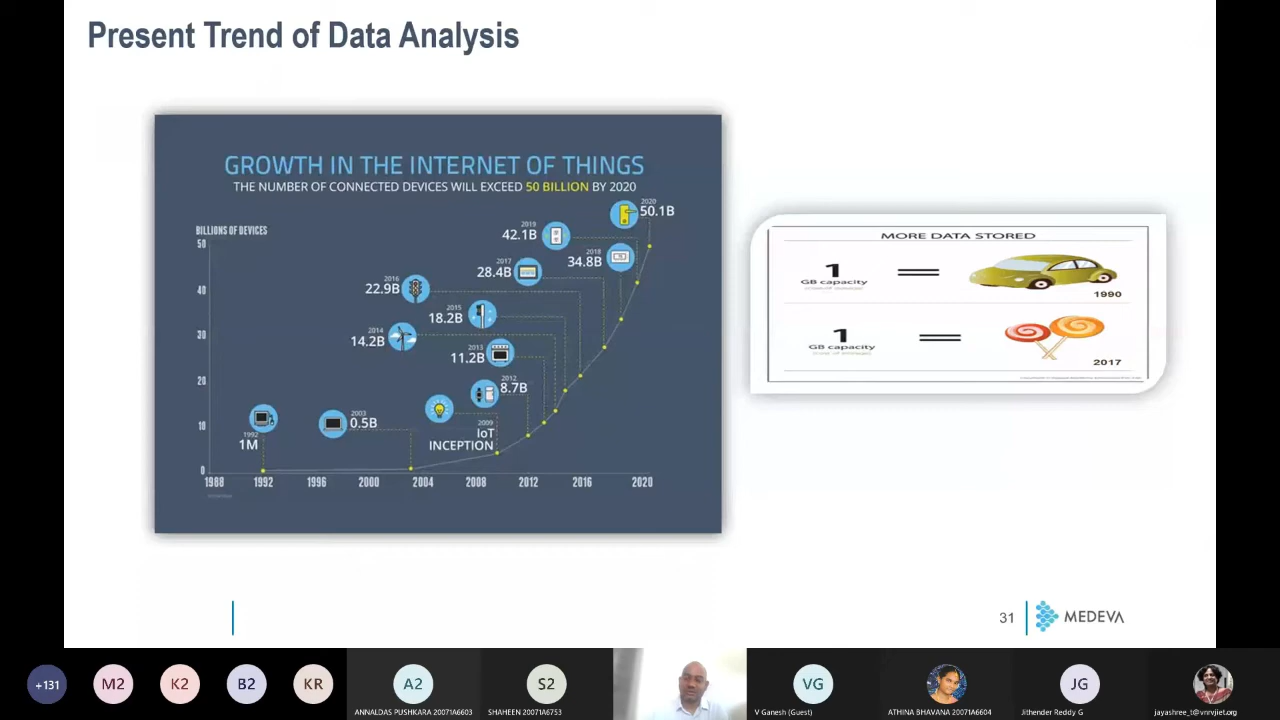 Present Trend of Data Analysis
GROWTH IN THE INTERNET OF THINGS
THE NUMBER OF CONNECTED DEVICES WILL EXCEED 50 BILLION BY 2020
BILLIONS OF DEVICES
50
40
30
20
10
0
1988
1992
1996
2000
2004
2008
2012
2016
2020
1992
1M
2003
0.5B
2009
IoT
INCEPTION
2012
8.7B
2013
11.2B
2014
14.2B
2015
18.2B
2016
22.9B
2017
28.4B
2018
34.8B
2019
42.1B
2020
50.1B
MORE DATA STORED
1
GB capacity
1990
1
GB capacity
2017
31
MEDEVA
+131
M2
K2
B2
KR
A2
ANNALDAS PUSHKARA 20071A6603
S2
SHAHEEN 20071A6753
VG
V Ganesh (Guest)
ATHINA BHAVANA 20071A6604
JG
Jithender Reddy G
jayashree_t@vnrvjiet.org